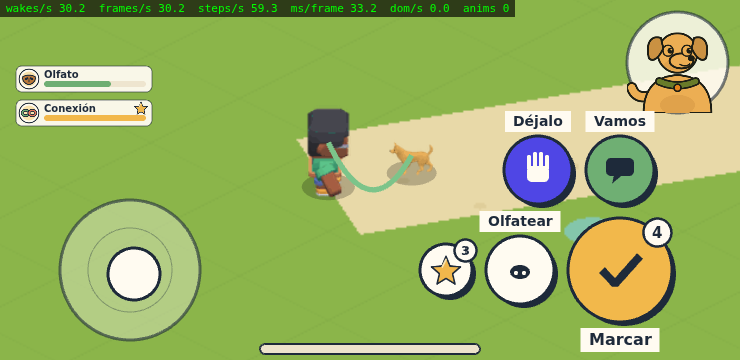 wakes/s 30.2 frames/s 30.2 steps/s 59.3 ms/frame 33.2 dom/s 0.0 anims 0
Olfato
Conexión
Déjalo
Vamos
Olfatear
3
4
Marcar